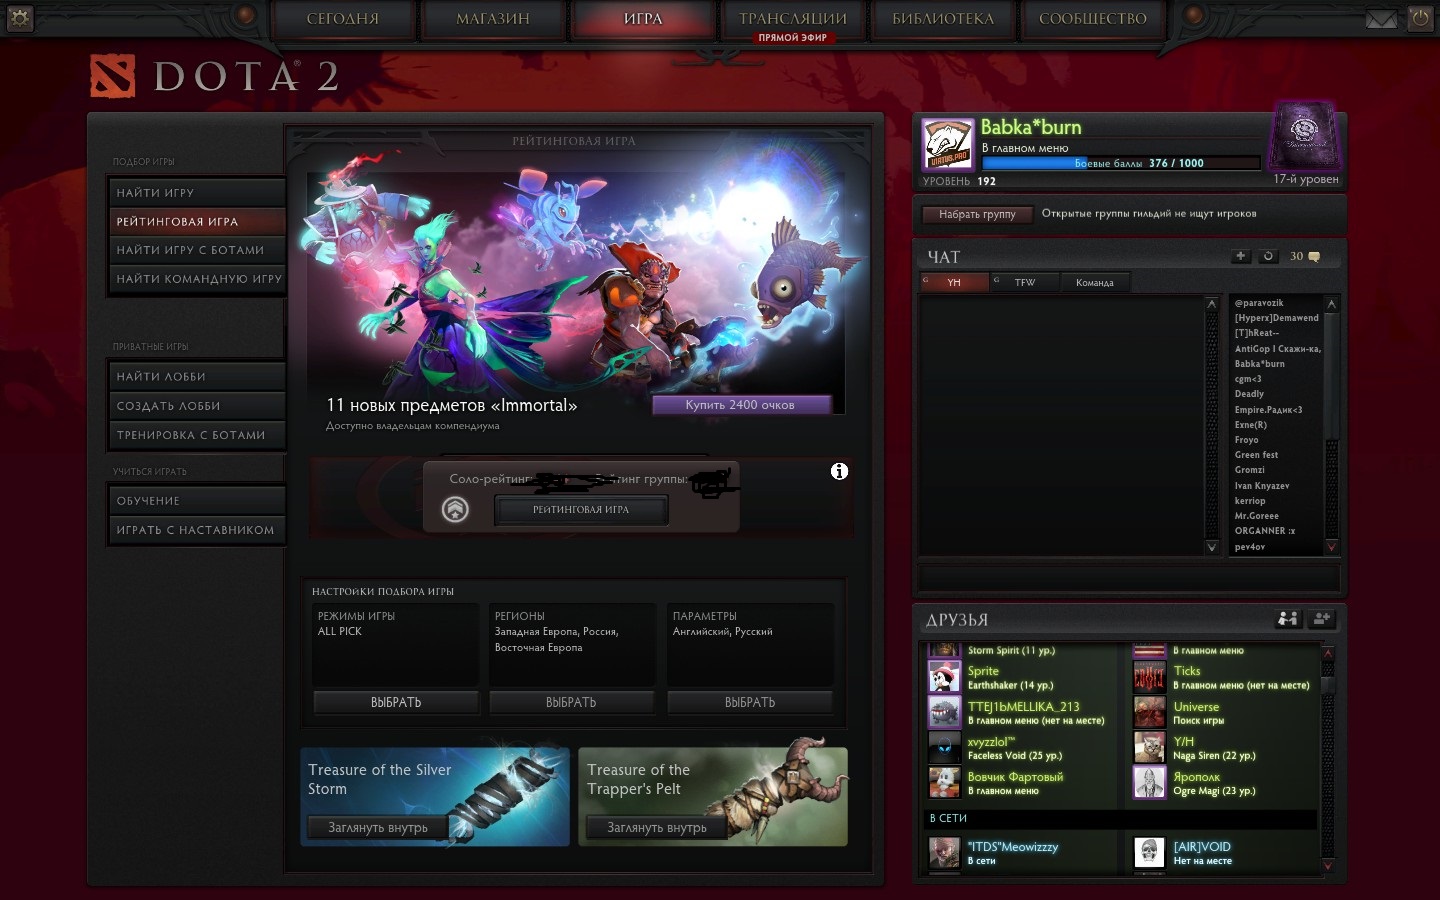 СЕГОДНЯ
МАГАЗИН
ИГРА
ТРАНСЛЯЦИИ
ПРЯМОЙ ЭФИР
БИБЛИОТЕКА
СООБЩЕСТВО
DOTA 2
ПОДБОР ИГРЫ
НАЙТИ ИГРУ
РЕЙТИНГОВАЯ ИГРА
НАЙТИ ИГРУ С БОТАМИ
НАЙТИ КОМАНДНУЮ ИГРУ
ПРИВАТНЫЕ ИГРЫ
НАЙТИ ЛОББИ
СОЗДАТЬ ЛОББИ
ТРЕНИРОВКА С БОТАМИ
УЧИТЬСЯ ИГРАТЬ
ОБУЧЕНИЕ
ИГРАТЬ С НАСТАВНИКОМ
РЕЙТИНГОВАЯ ИГРА
11 новых предметов «Immortal»
Доступно владельцам компендиума
Купить 2400 очков
Соло-рейтинг группы:
РЕЙТИНГОВАЯ ИГРА
НАСТРОЙКИ ПОДБОРА ИГРЫ
РЕЖИМЫ ИГРЫ
ALL PICK
ВЫБРАТЬ
РЕГИОНЫ
Западная Европа, Россия,
Восточная Европа
ВЫБРАТЬ
ПАРАМЕТРЫ
Английский, Русский
ВЫБРАТЬ
Treasure of the Silver
Storm
Заглянуть внутрь
Treasure of the
Trapper's Pelt
Заглянуть внутрь
VIRTUS.PRO
Babka*burn
В главном меню
Боевые баллы 376 / 1000
УРОВЕНЬ 192
17-й уровень
Набрать группу
Открытые группы гильдий не ищут игроков
ЧАТ
30
G YH
G TFW
Команда
@paravozik
[Hyperx]Demawend
[T]hReat--
AntiGop I Скажи-ка,
Babka*burn
cgm<3
Deadly
Empire.Радик<3
Exne(R)
Froyo
Green fest
Gromzi
Ivan Knyazev
kerriop
Mr.Goreee
ORGANNER :x
pev4ov
ДРУЗЬЯ
Storm Spirit (11 ур.)
В главном меню
Sprite
Earthshaker (14 ур.)
Ticks
В главном меню (нет на месте)
TTEJ1bMELLIKA_213
В главном меню (нет на месте)
Universe
Поиск игры
xvyzzlol™
Faceless Void (25 ур.)
Y/H
Naga Siren (22 ур.)
Вовчик Фартовый
В главном меню
Ярополк
Ogre Magi (23 ур.)
В СЕТИ
"ITDS"Meowizzzy
В сети
[AIR]VOID
Нет на месте